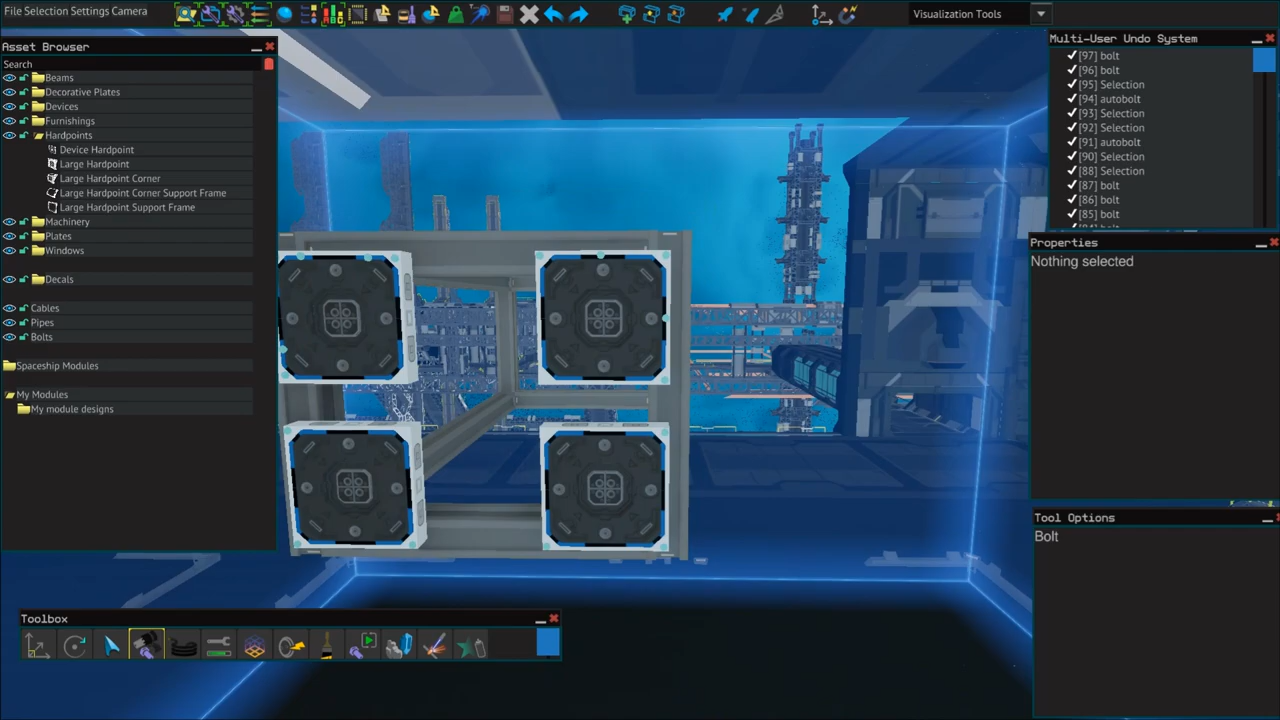 File Selection Settings Camera
Visualization Tools
Asset Browser
Search
Beams
Decorative Plates
Devices
Furnishings
Hardpoints
Device Hardpoint
Large Hardpoint
Large Hardpoint Corner
Large Hardpoint Corner Support Frame
Large Hardpoint Support Frame
Machinery
Plates
Windows
Decals
Cables
Pipes
Bolts
Spaceship Modules
My Modules
My module designs
Multi-User Undo System
[97] bolt
[96] bolt
[95] Selection
[94] autobolt
[93] Selection
[92] Selection
[91] autobolt
[90] Selection
[88] Selection
[87] bolt
[86] bolt
[85] bolt
Properties
Nothing selected
Tool Options
Bolt
Toolbox